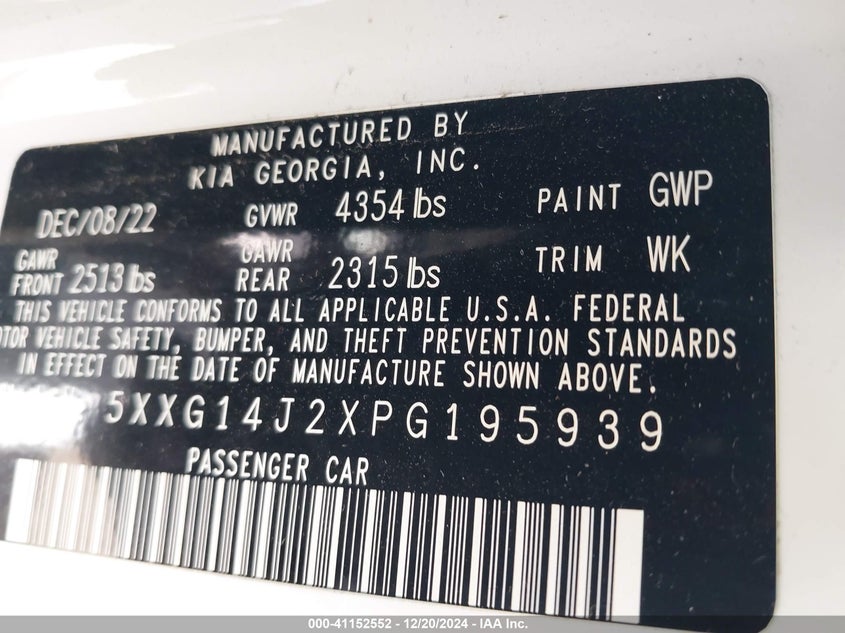 MANUFACTURED BY
KIA GEORGIA, INC.
DEC/08/22 GVWR 4354 lbs PAINT GWP
GAWR FRONT 2513 lbs GAWR REAR 2315 lbs TRIM WK
THIS VEHICLE CONFORMS TO ALL APPLICABLE U.S.A. FEDERAL
OTOR VEHICLE SAFETY, BUMPER, AND THEFT PREVENTION STANDARDS
IN EFFECT ON THE DATE OF MANUFACTURE SHOWN ABOVE.
5XXG14J2XPG195939
PASSENGER CAR
000-41152552 - 12/20/2024 - IAA Inc.